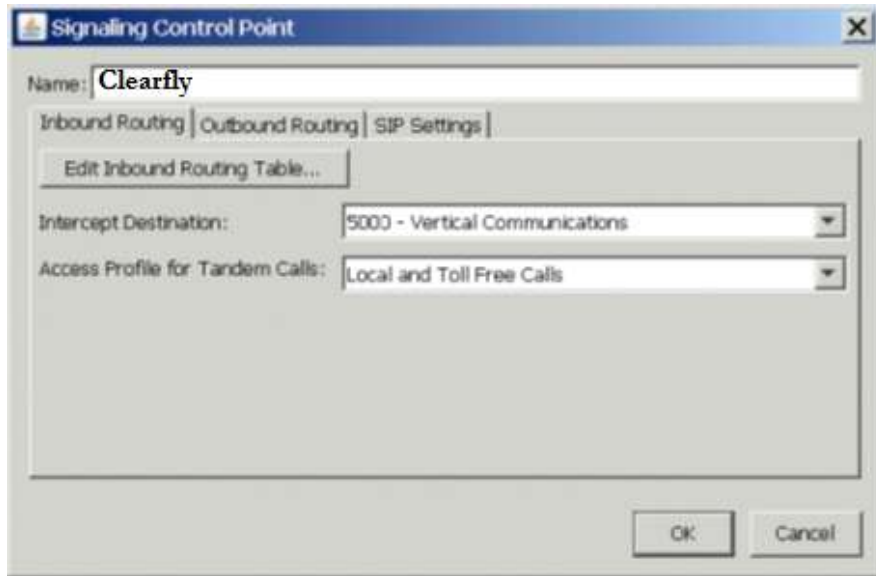 Signaling Control Point
Name: Clearfly
Inbound Routing Outbound Routing SIP Settings
Edit Inbound Routing Table...
Intercept Destination: 5000 - Vertical Communications
Access Profile for Tandem Calls: Local and Toll Free Calls
OK Cancel